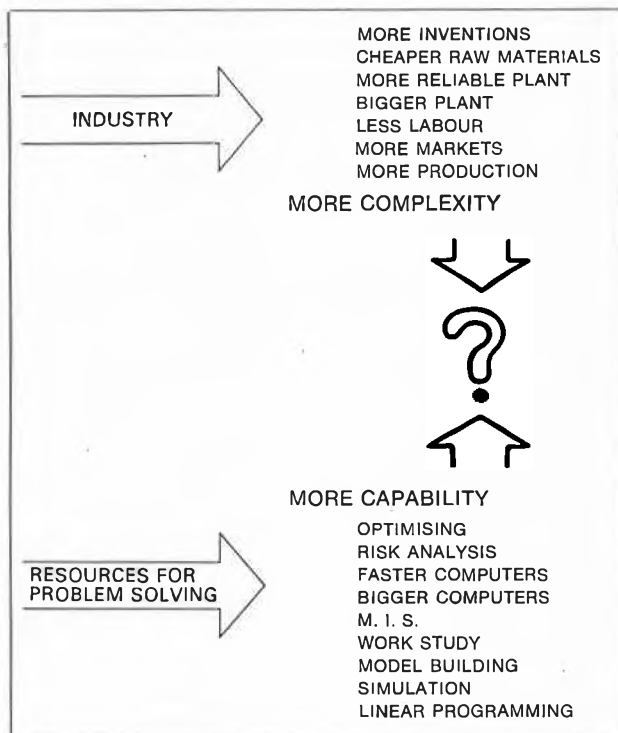 MORE INVENTIONS
CHEAPER RAW MATERIALS
MORE RELIABLE PLANT
BIGGER PLANT
LESS LABOUR
MORE MARKETS
MORE PRODUCTION
INDUSTRY
MORE COMPLEXITY
?
MORE CAPABILITY
OPTIMISING
RISK ANALYSIS
FASTER COMPUTERS
BIGGER COMPUTERS
M. I. S.
WORK STUDY
MODEL BUILDING
SIMULATION
LINEAR PROGRAMMING
RESOURCES FOR
PROBLEM SOLVING